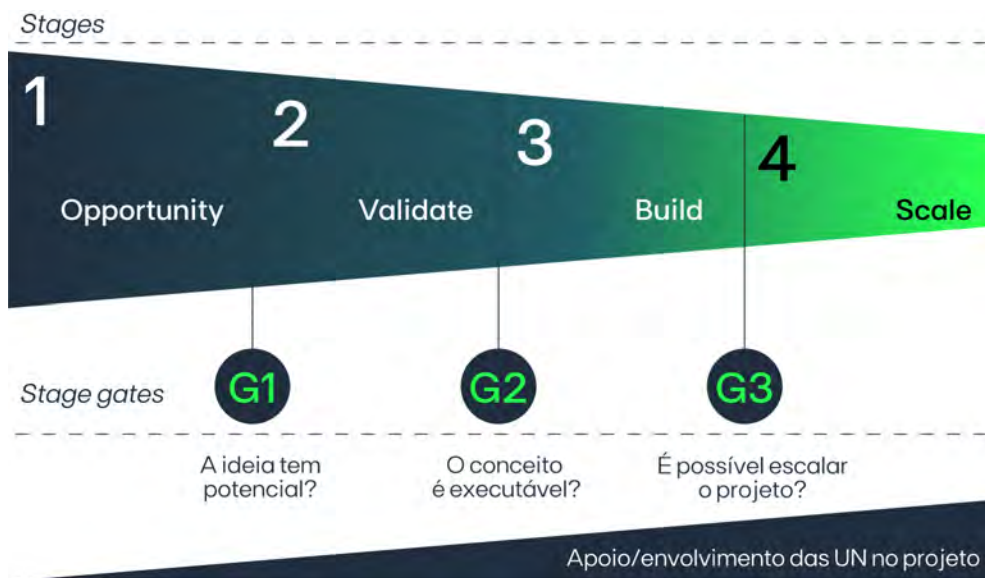 Stages
1
2
3
4
Opportunity
Validate
Build
Scale
Stage gates
G1
G2
G3
A ideia tem
potencial?
O conceito
é executável?
É possível escalar
o projeto?
Apoio/envolvimento das UN no projeto